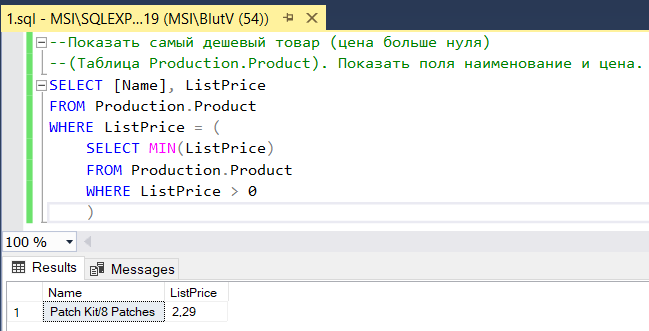 1.sql - MSI\SQLEXP...19 (MSI\BlutV (54))
--Показать самый дешевый товар (цена больше нуля)
--(Таблица Production.Product). Показать поля наименование и цена.
SELECT [Name], ListPrice
FROM Production.Product
WHERE ListPrice = (
SELECT MIN(ListPrice)
FROM Production.Product
WHERE ListPrice > 0
)
100 %
Results Messages
Name ListPrice
1 Patch Kit/8 Patches 2,29